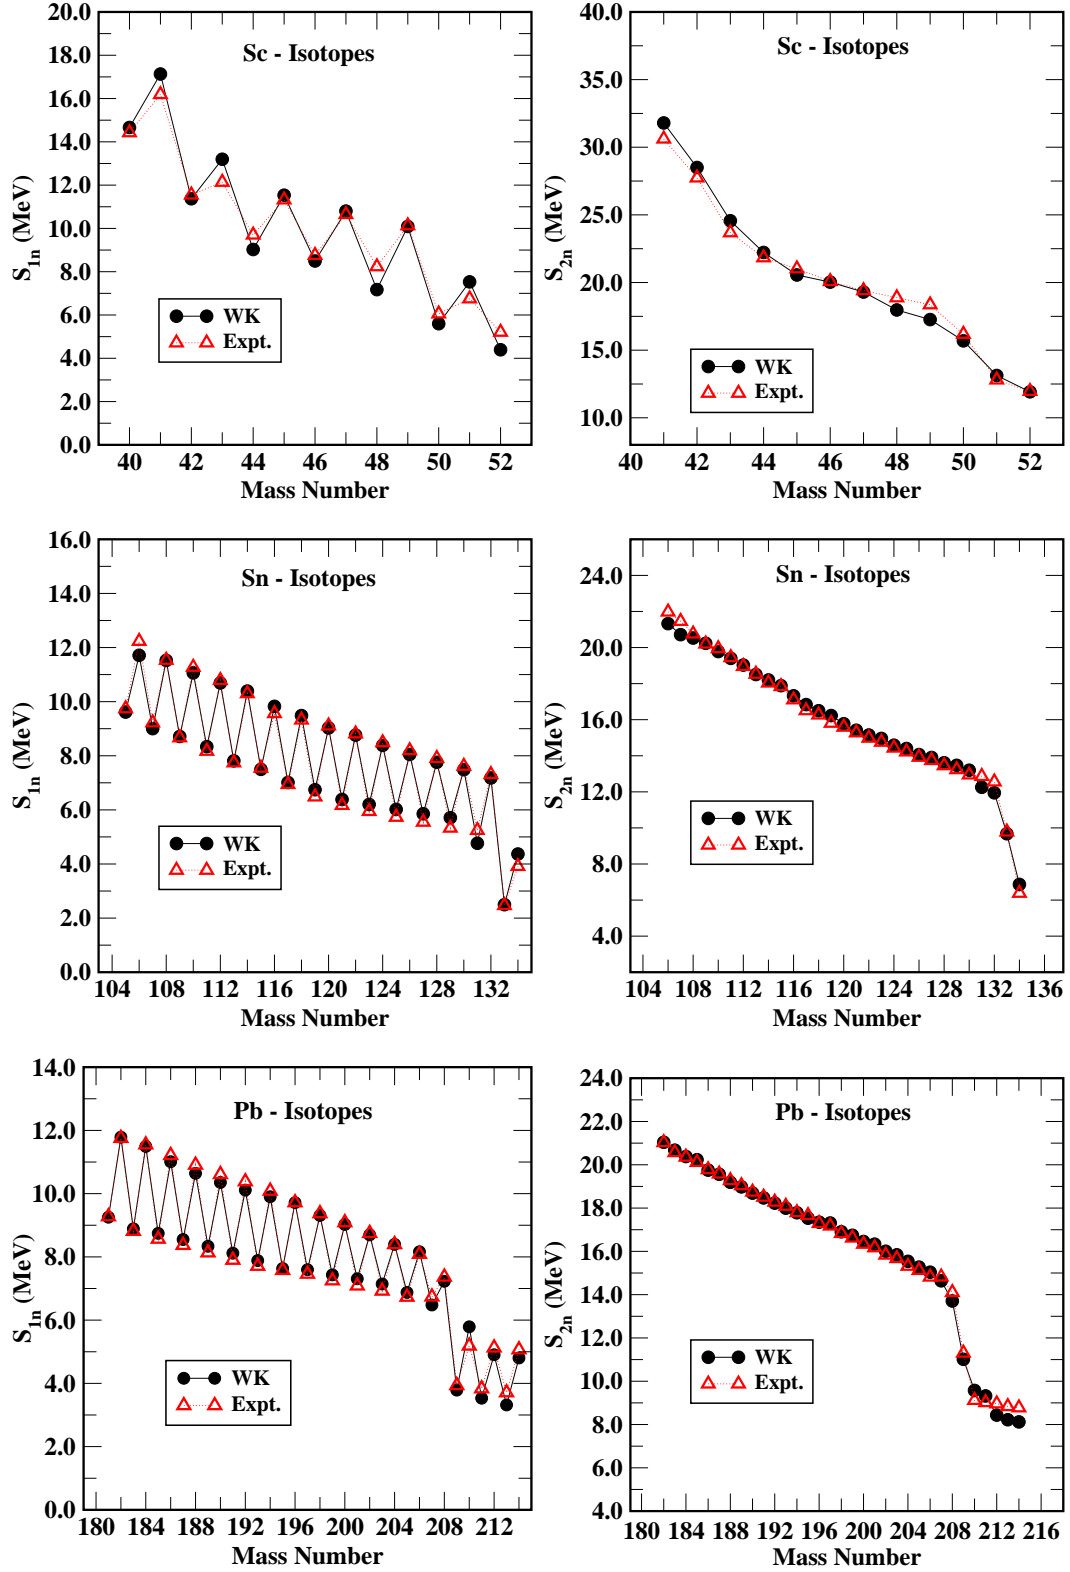 Sc - Isotopes
20.0
18.0
16.0
14.0
12.0
10.0
8.0
6.0
4.0
2.0
0.0
S1n (MeV)
WK
Expt.
40 42 44 46 48 50 52
Mass Number
Sc - Isotopes
40.0
35.0
30.0
25.0
20.0
15.0
10.0
S2n (MeV)
WK
Expt.
40 42 44 46 48 50 52
Mass Number
Sn - Isotopes
16.0
14.0
12.0
10.0
8.0
6.0
4.0
2.0
0.0
S1n (MeV)
WK
Expt.
104 108 112 116 120 124 128 132
Mass Number
Sn - Isotopes
24.0
20.0
16.0
12.0
8.0
4.0
S2n (MeV)
WK
Expt.
104 108 112 116 120 124 128 132 136
Mass Number
Pb - Isotopes
14.0
12.0
10.0
8.0
6.0
4.0
2.0
0.0
S1n (MeV)
WK
Expt.
180 184 188 192 196 200 204 208 212
Mass Number
Pb - Isotopes
24.0
22.0
20.0
18.0
16.0
14.0
12.0
10.0
8.0
6.0
4.0
S2n (MeV)
WK
Expt.
180 184 188 192 196 200 204 208 212 216
Mass Number